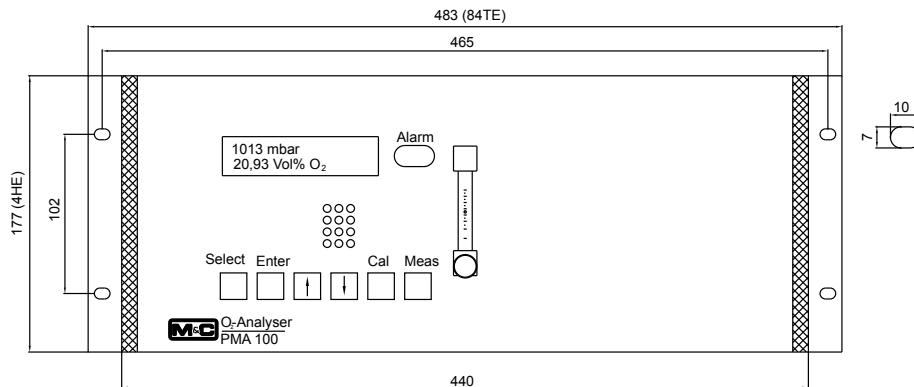 483 (84TE)
465
10
7
177 (4HE)
102
1013 mbar
20,93 Vol% O₂
Alarm
Select Enter Cal Meas
M&C
O₂-Analyser
PMA 100
440